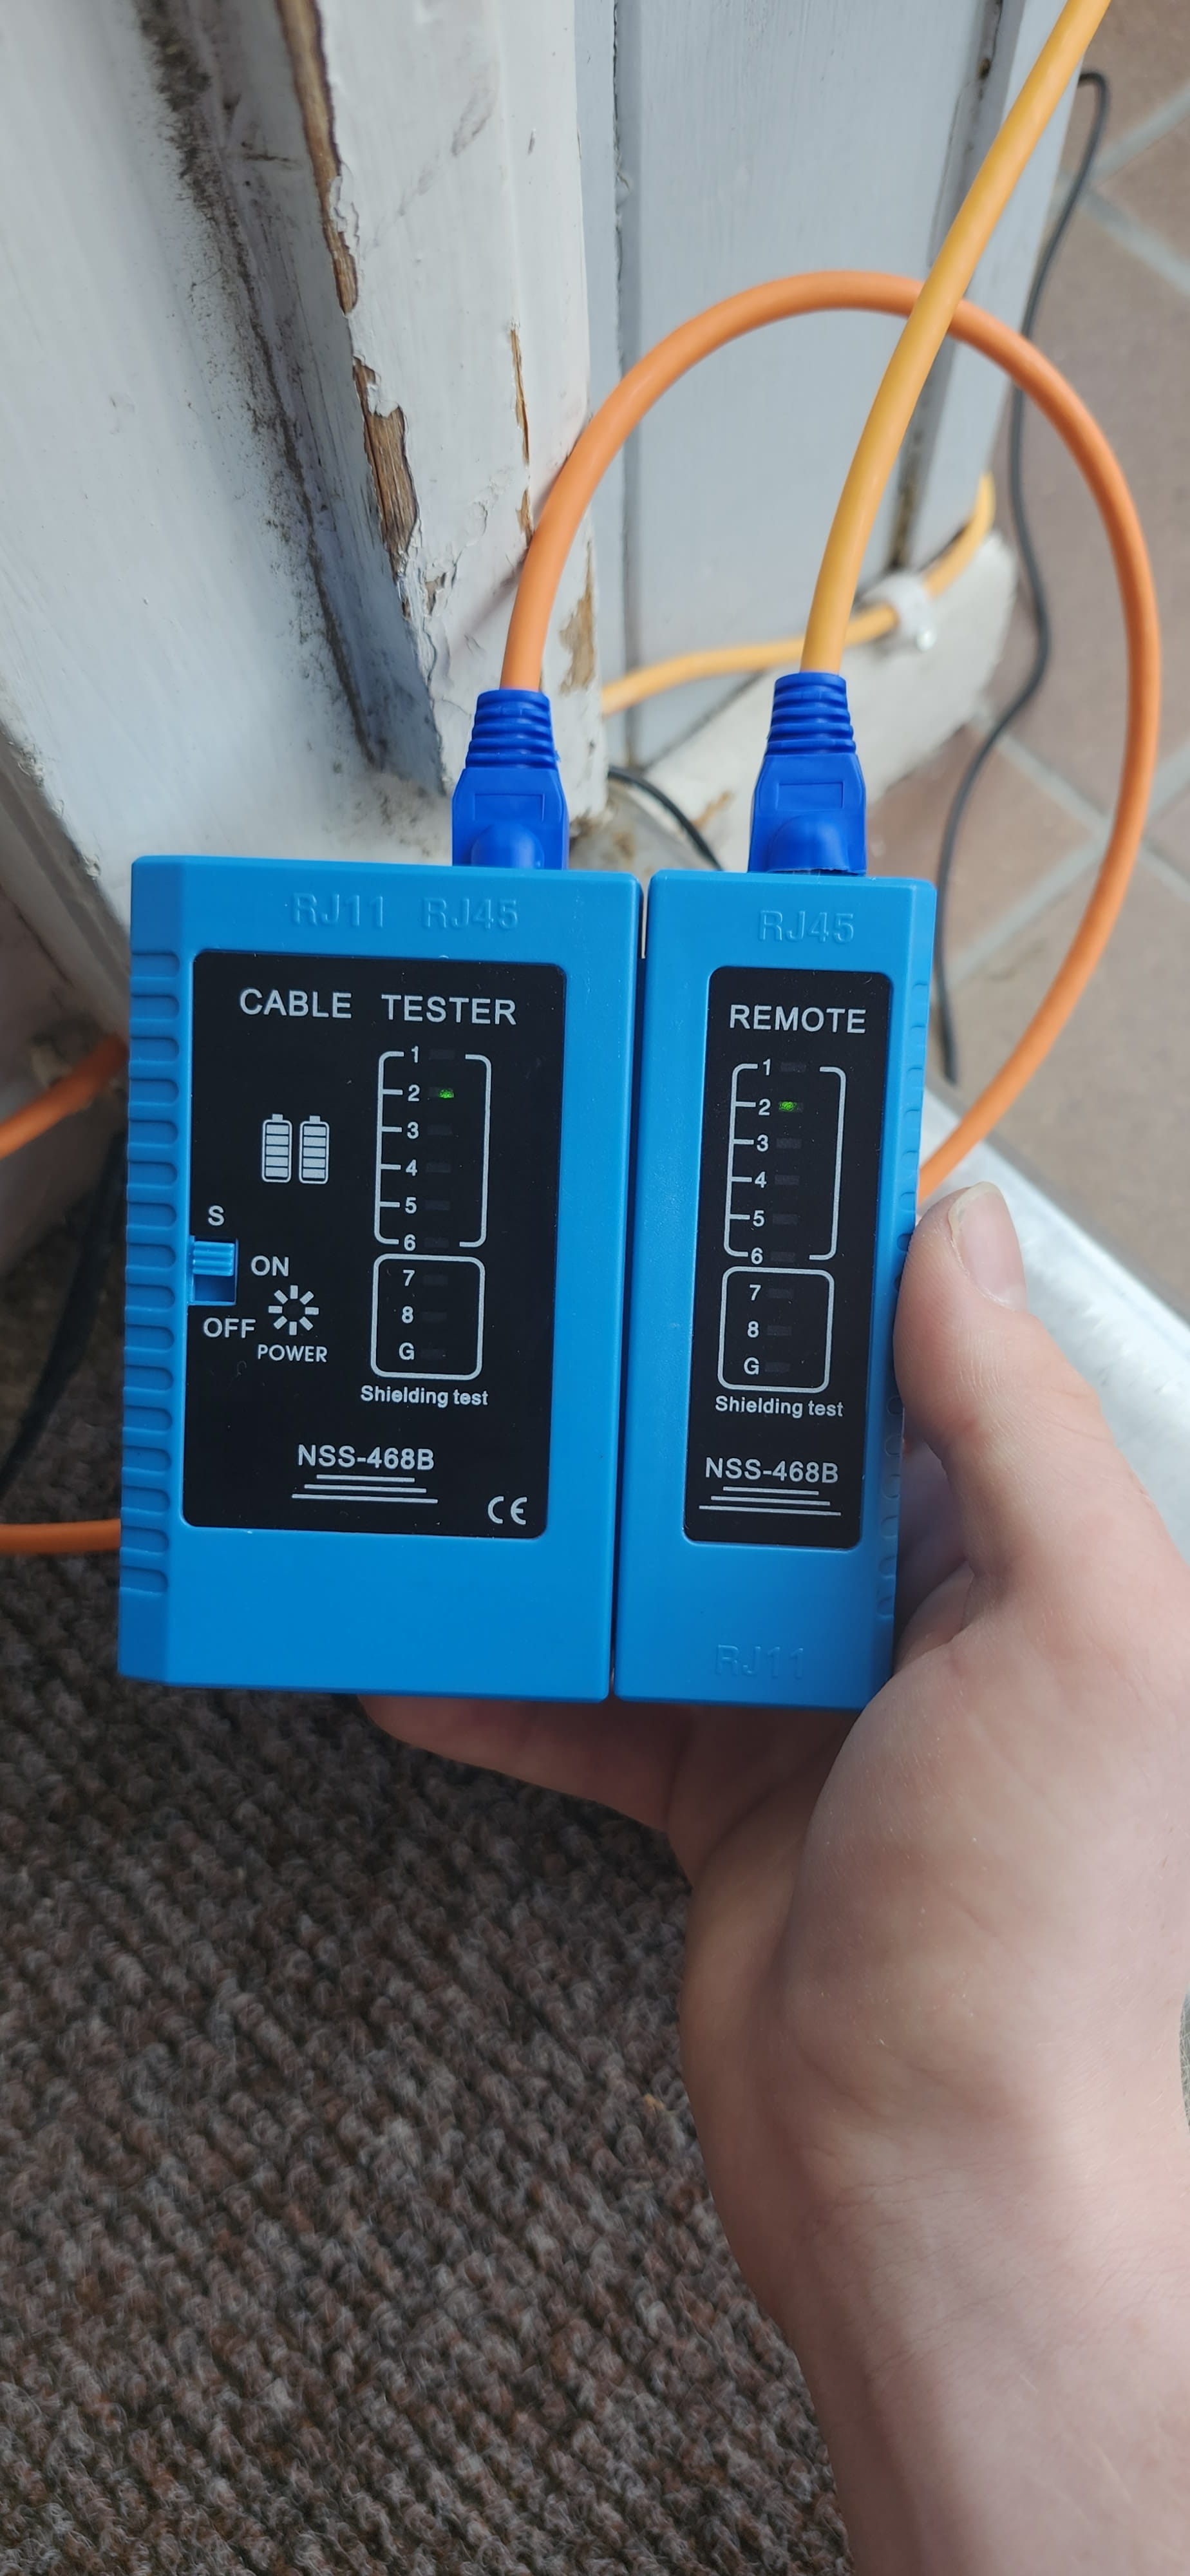 RJ11 RJ45
CABLE TESTER
1
2
3
4
5
6
7
8
G
S
ON
OFF
POWER
Shielding test
NSS-468B
CE
RJ45
REMOTE
1
2
3
4
5
6
7
8
G
Shielding test
NSS-468B
RJ11